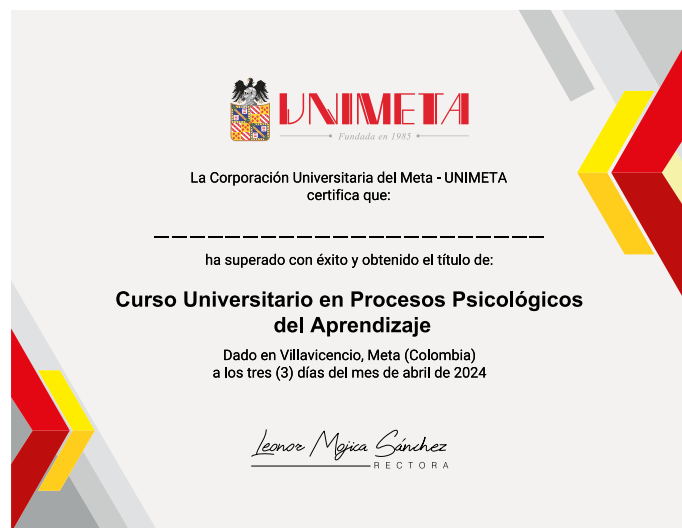 UNIMETA
Fundada en 1985
La Corporación Universitaria del Meta - UNIMETA
certifica que:
ha superado con éxito y obtenido el título de:
Curso Universitario en Procesos Psicológicos
del Aprendizaje
Dado en Villavicencio, Meta (Colombia)
a los tres (3) días del mes de abril de 2024
Leonor Mojica Sánchez
RECTORA